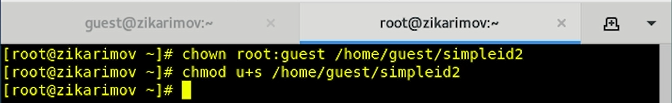 guest@zikarimov:~ × root@zikarimov:~ ×
[root@zikarimov ~]# chown root:guest /home/guest/simpleid2
[root@zikarimov ~]# chmod u+s /home/guest/simpleid2
[root@zikarimov ~]#